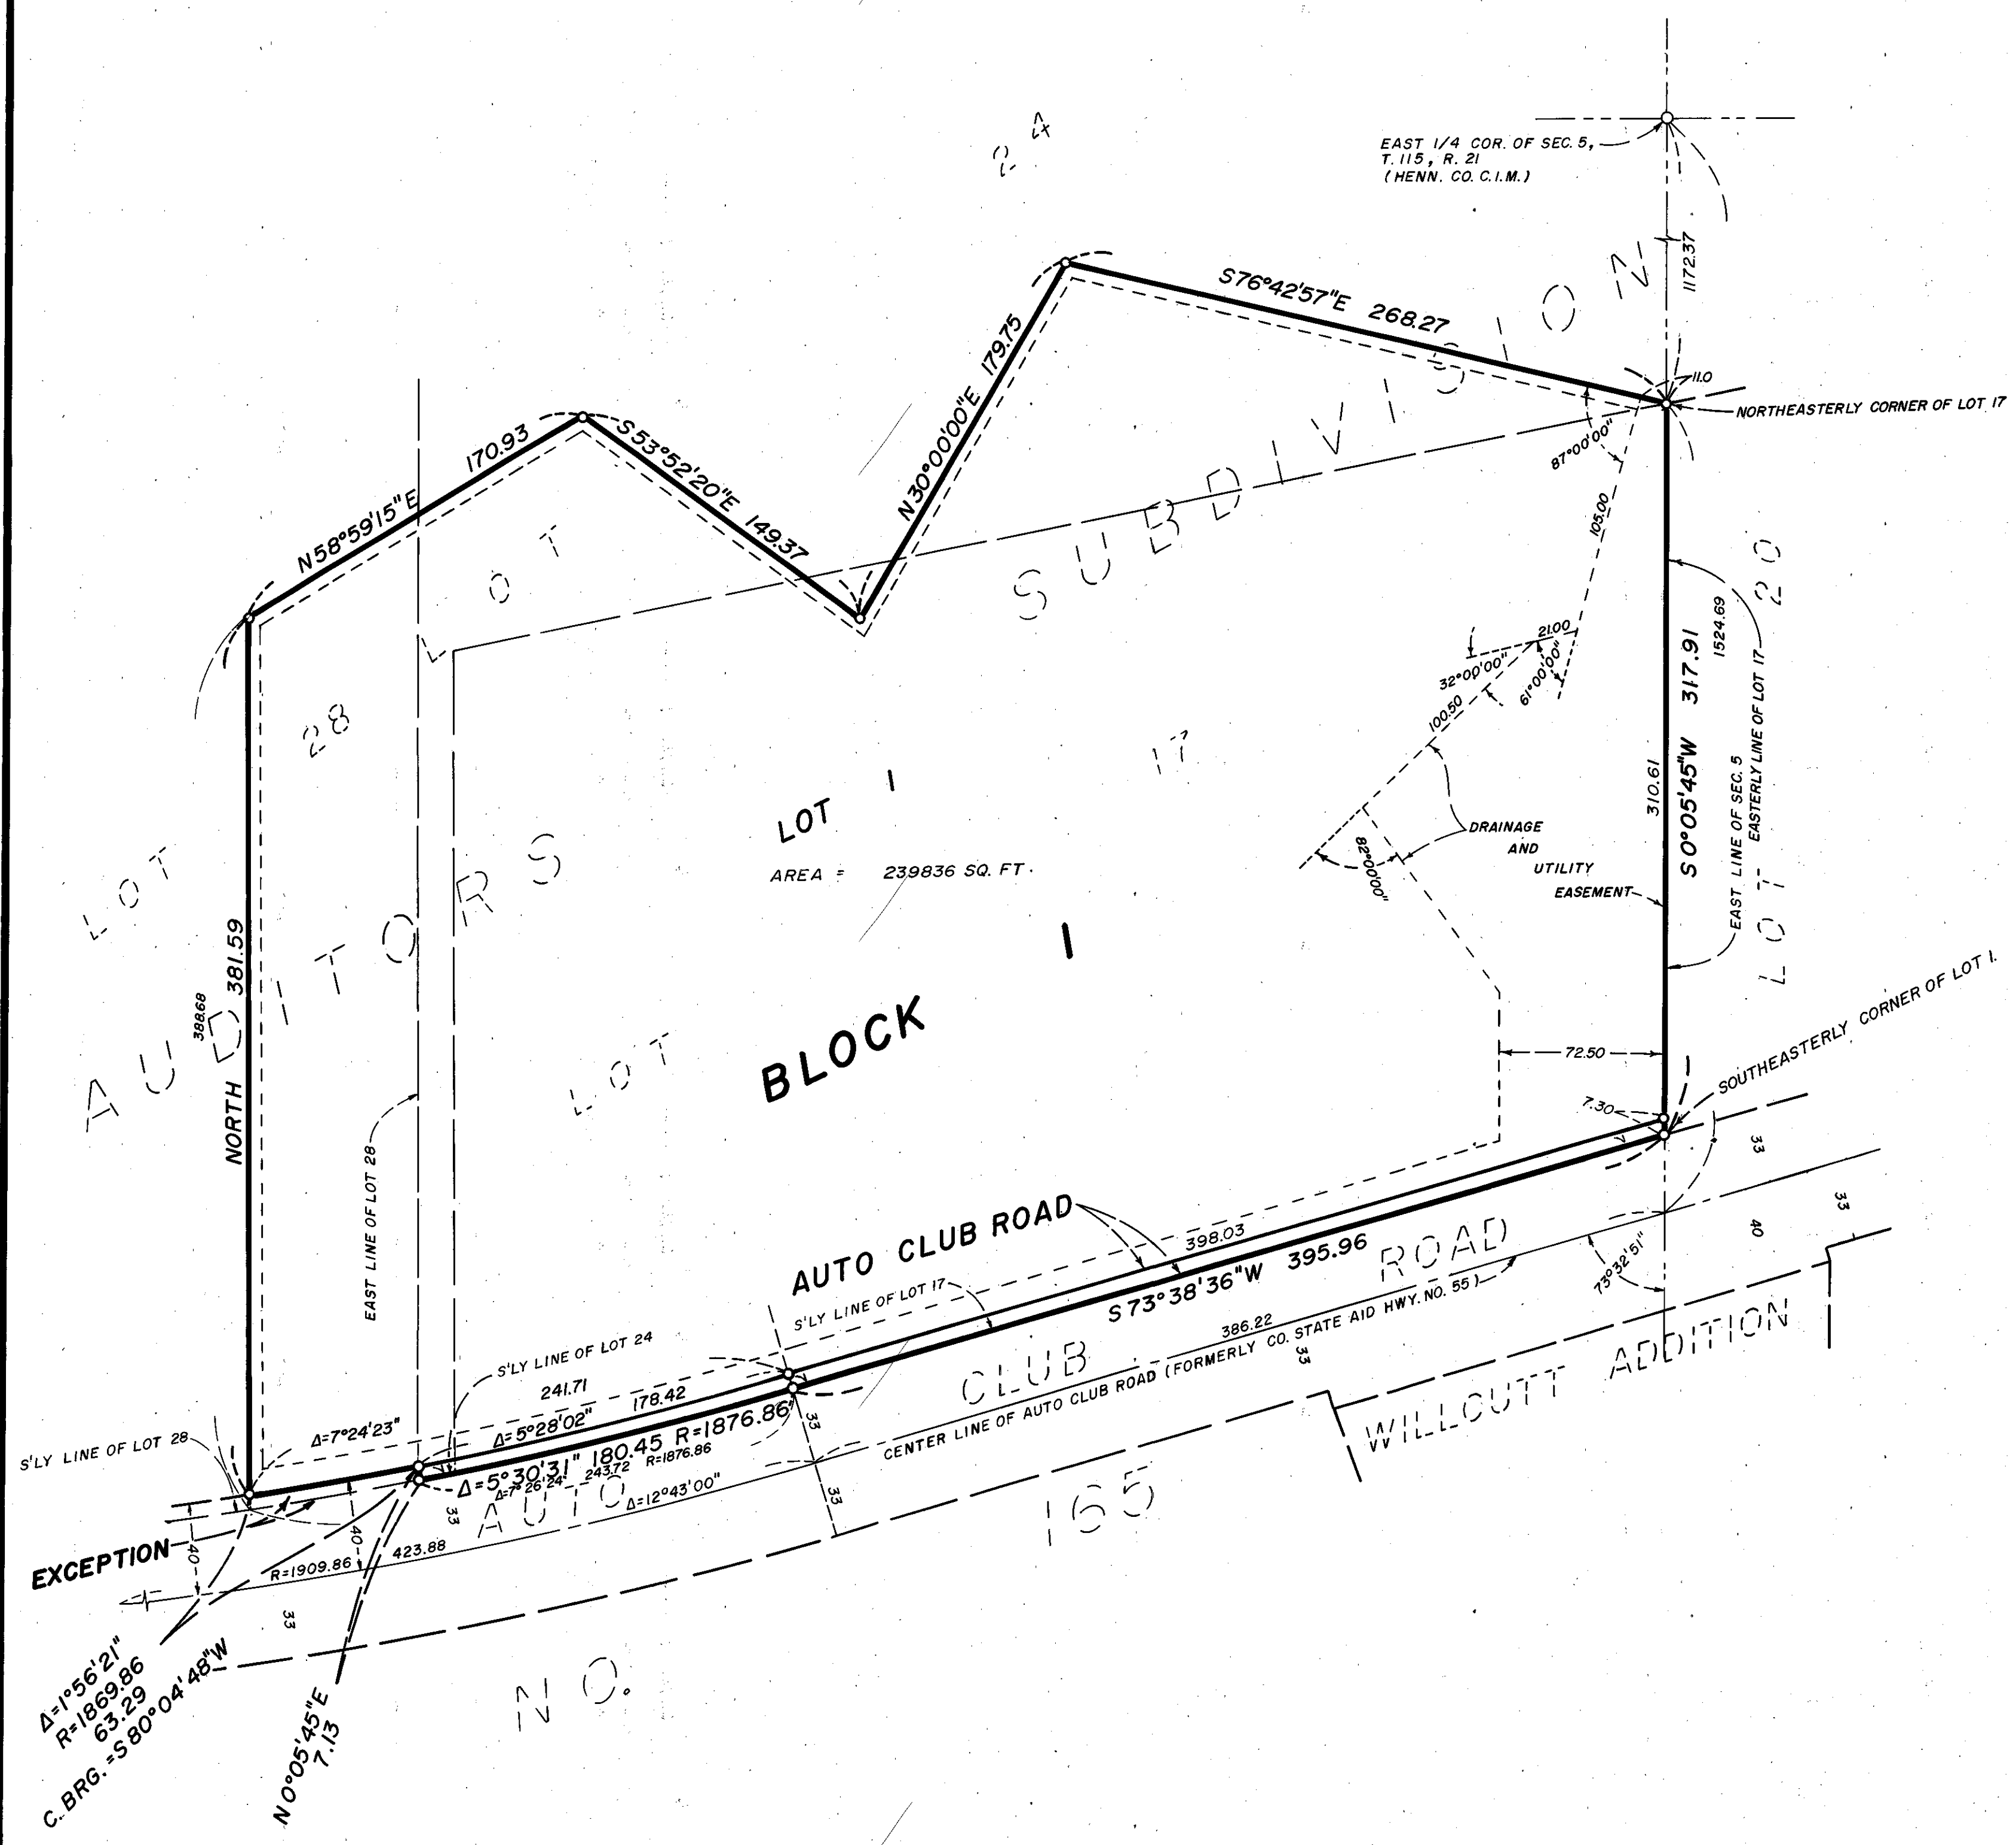 24
EAST 1/4 COR. OF SEC. 5,
T. 115, R. 21
(HENN. CO. C.I.M.)
1172.37
S76°42'57"E 268.27
11.0
NORTHEASTERLY CORNER OF LOT 17
87°00'00"
N30°00'00"E 179.75
170.93
N58°59'15"E
S53°52'20"E 149.37
LOT
AUDITORS SUBDIVISION
105.00
21.00
32°00'00"
61°00'00"
100.50
82°00'00"
LOT 28
17
LOT 1
AREA = 239836 SQ. FT.
BLOCK 1
LOT
DRAINAGE
AND
UTILITY
EASEMENT
310.61
S0°05'45"W 317.91
1524.69
EAST LINE OF SEC. 5
EASTERLY LINE OF LOT 17
LOT 20
NORTH 381.59
388.68
EAST LINE OF LOT 28
72.50
7.30
SOUTHEASTERLY CORNER OF LOT 1.
33
40
33
AUTO CLUB ROAD
398.03
S'LY LINE OF LOT 17
S73°38'36"W 395.96
S'LY LINE OF LOT 24
241.71
178.42
Δ=7°24'23"
Δ=5°28'02"
Δ=5°30'31" 180.45 R=1876.86
Δ=7°26'24" 243.72 R=1876.86
Δ=12°43'00"
S'LY LINE OF LOT 28
AUTO CLUB ROAD
386.22
CENTER LINE OF AUTO CLUB ROAD (FORMERLY CO. STATE AID HWY. NO. 55)
73°32'51"
33
33
33
33
WILLCUTT ADDITION
EXCEPTION
40
40
R=1909.86
423.88
33
NO. 165
Δ=1°56'21"
R=1869.86
63.29
C. BRG. = S80°04'48"W
N0°05'45"E
7.13